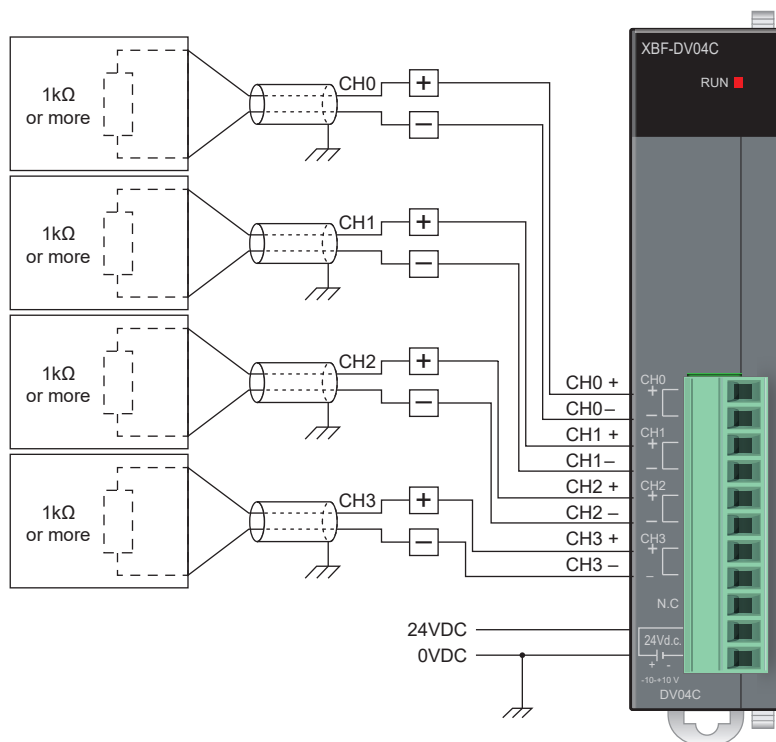 XBF-DV04C
RUN
1kΩ
or more
CH0
+
–
1kΩ
or more
CH1
+
–
1kΩ
or more
CH2
+
–
1kΩ
or more
CH3
+
–
CH0 +
CH0–
CH1 +
CH1–
CH2 +
CH2 –
CH3 +
CH3 –
CH0
+
–
CH1
+
–
CH2
+
–
CH3
+
–
N.C
24VDC
0VDC
24Vd.c.
+ -
-10-+10 V
DV04C